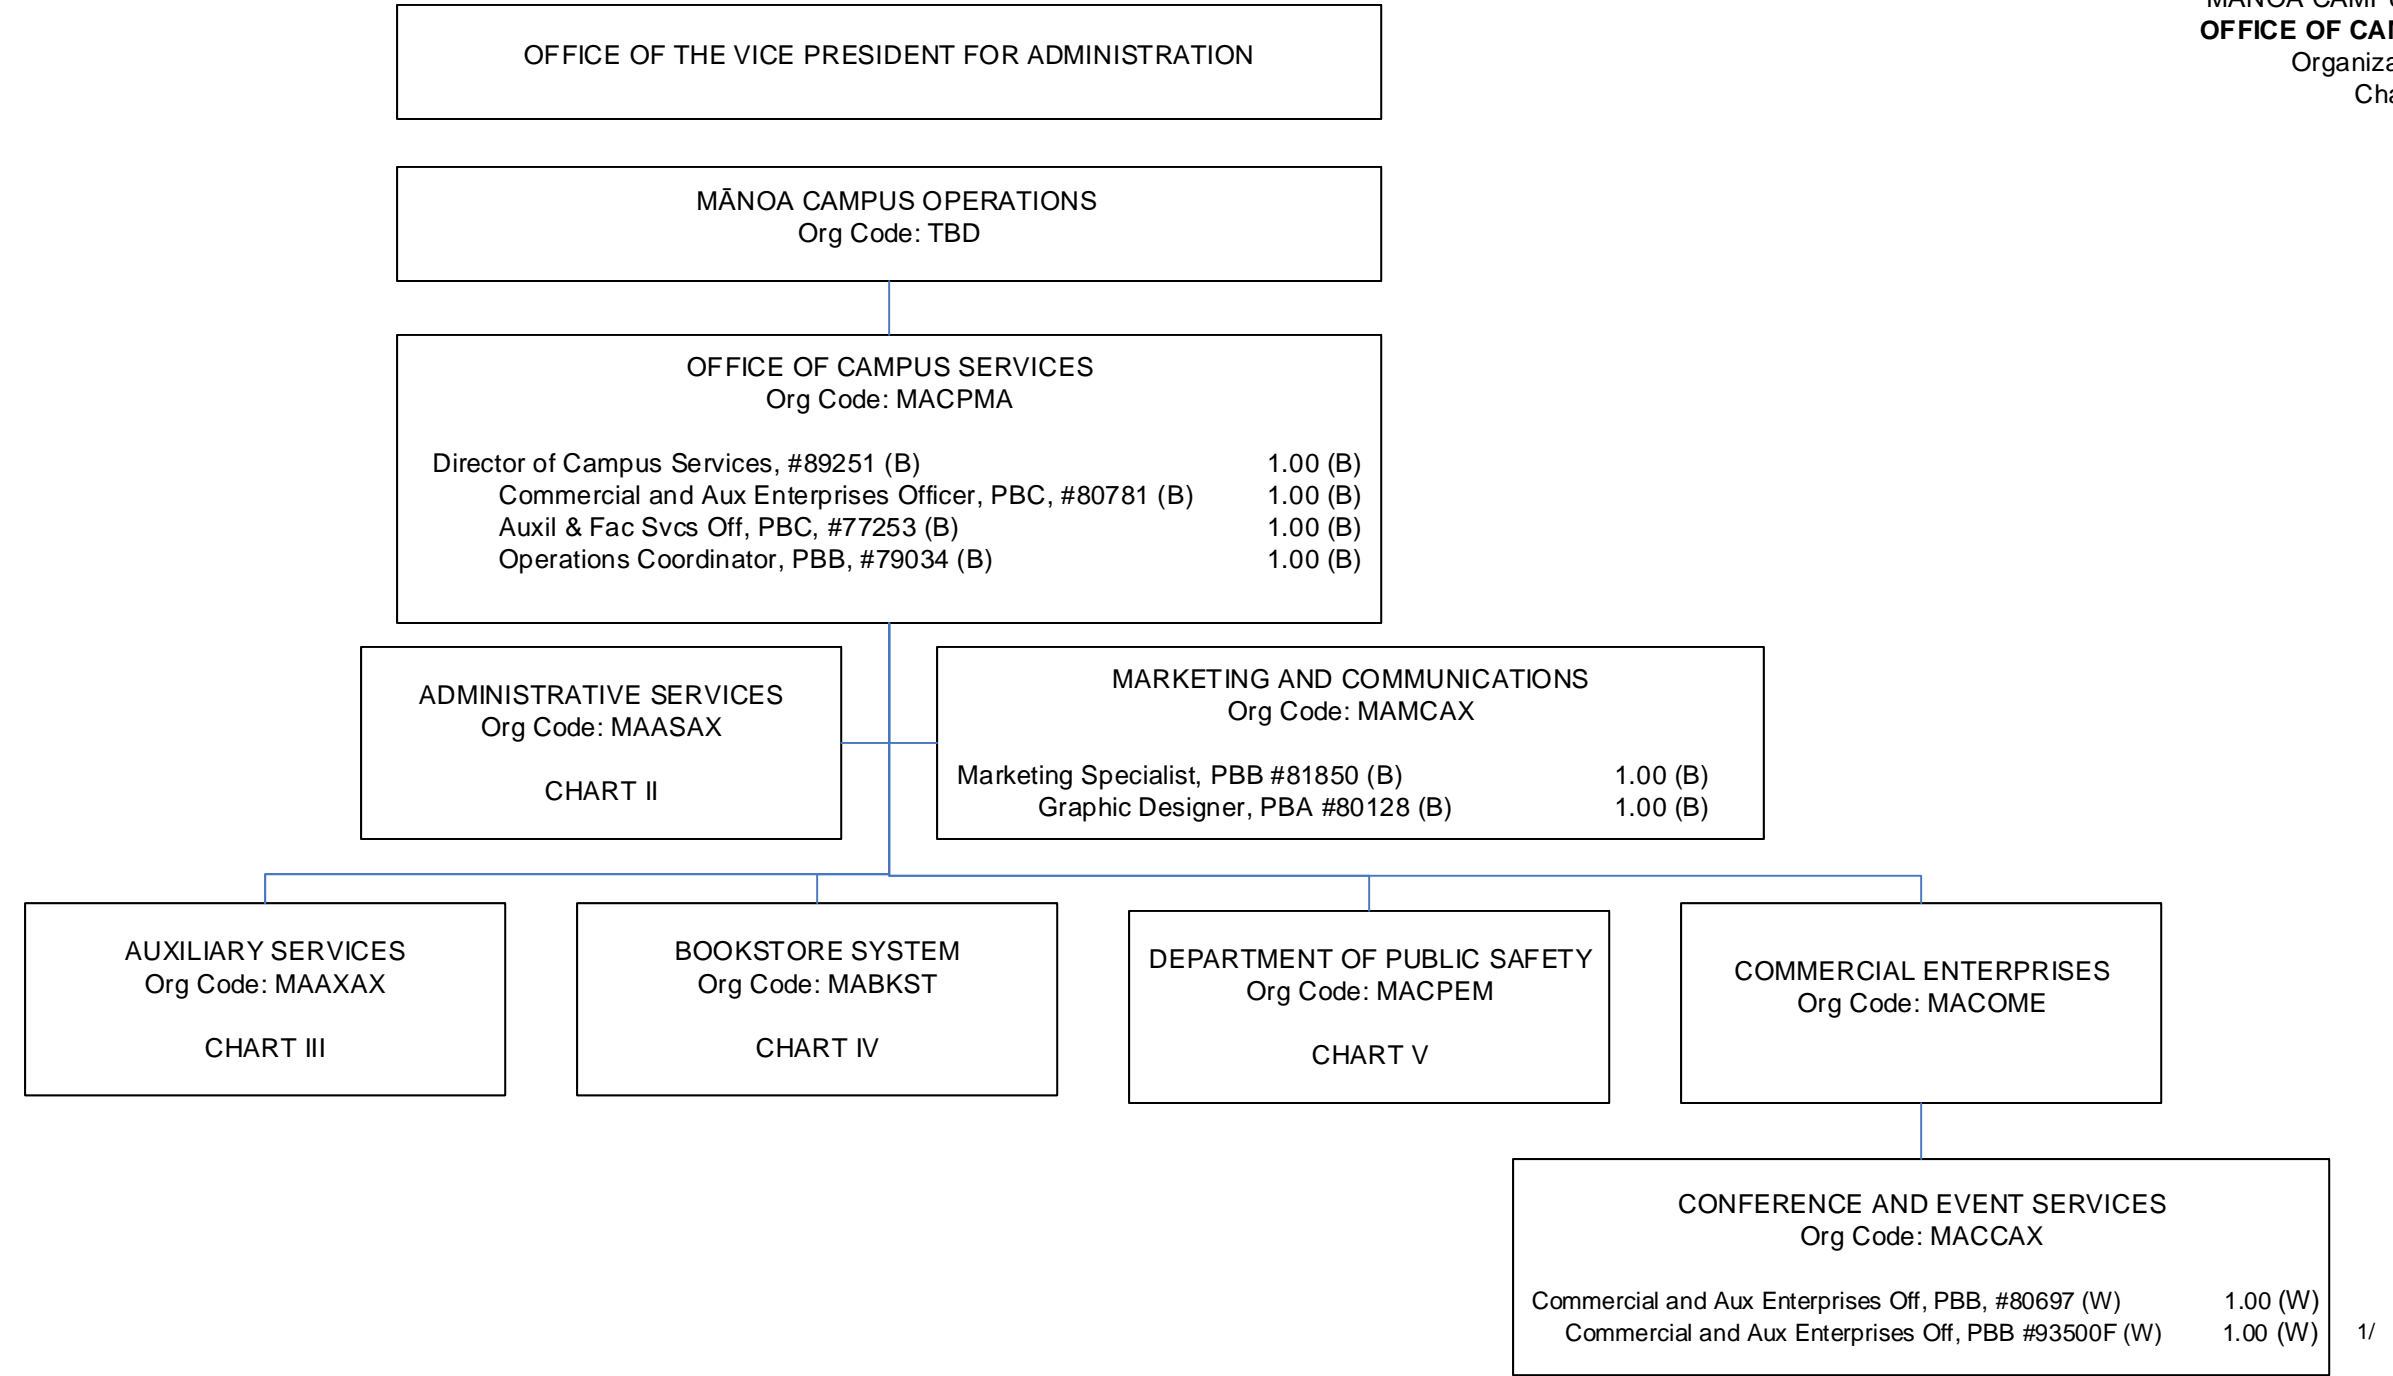 OFFICE OF THE VICE PRESIDENT FOR ADMINISTRATION
OFFICE OF
MĀNOA CAMPUS OPERATIONS
Org Code: TBD
OFFICE OF CAMPUS SERVICES
Org Code: MACPMA
Director of Campus Services, #89251 (B) 1.00 (B)
Commercial and Aux Enterprises Officer, PBC, #80781 (B) 1.00 (B)
Auxil & Fac Svcs Off, PBC, #77253 (B) 1.00 (B)
Operations Coordinator, PBB, #79034 (B) 1.00 (B)
ADMINISTRATIVE SERVICES
Org Code: MAASAX
CHART II
MARKETING AND COMMUNICATIONS
Org Code: MAMCAX
Marketing Specialist, PBB #81850 (B) 1.00 (B)
Graphic Designer, PBA #80128 (B) 1.00 (B)
AUXILIARY SERVICES
Org Code: MAAXAX
CHART III
BOOKSTORE SYSTEM
Org Code: MABKST
CHART IV
DEPARTMENT OF PUBLIC SAFETY
Org Code: MACPEM
CHART V
COMMERCIAL ENTERPRISES
Org Code: MACOME
CONFERENCE AND EVENT SERVICES
Org Code: MACCAX
Commercial and Aux Enterprises Off, PBB, #80697 (W) 1.00 (W)
Commercial and Aux Enterprises Off, PBB #93500F (W) 1.00 (W) 1/